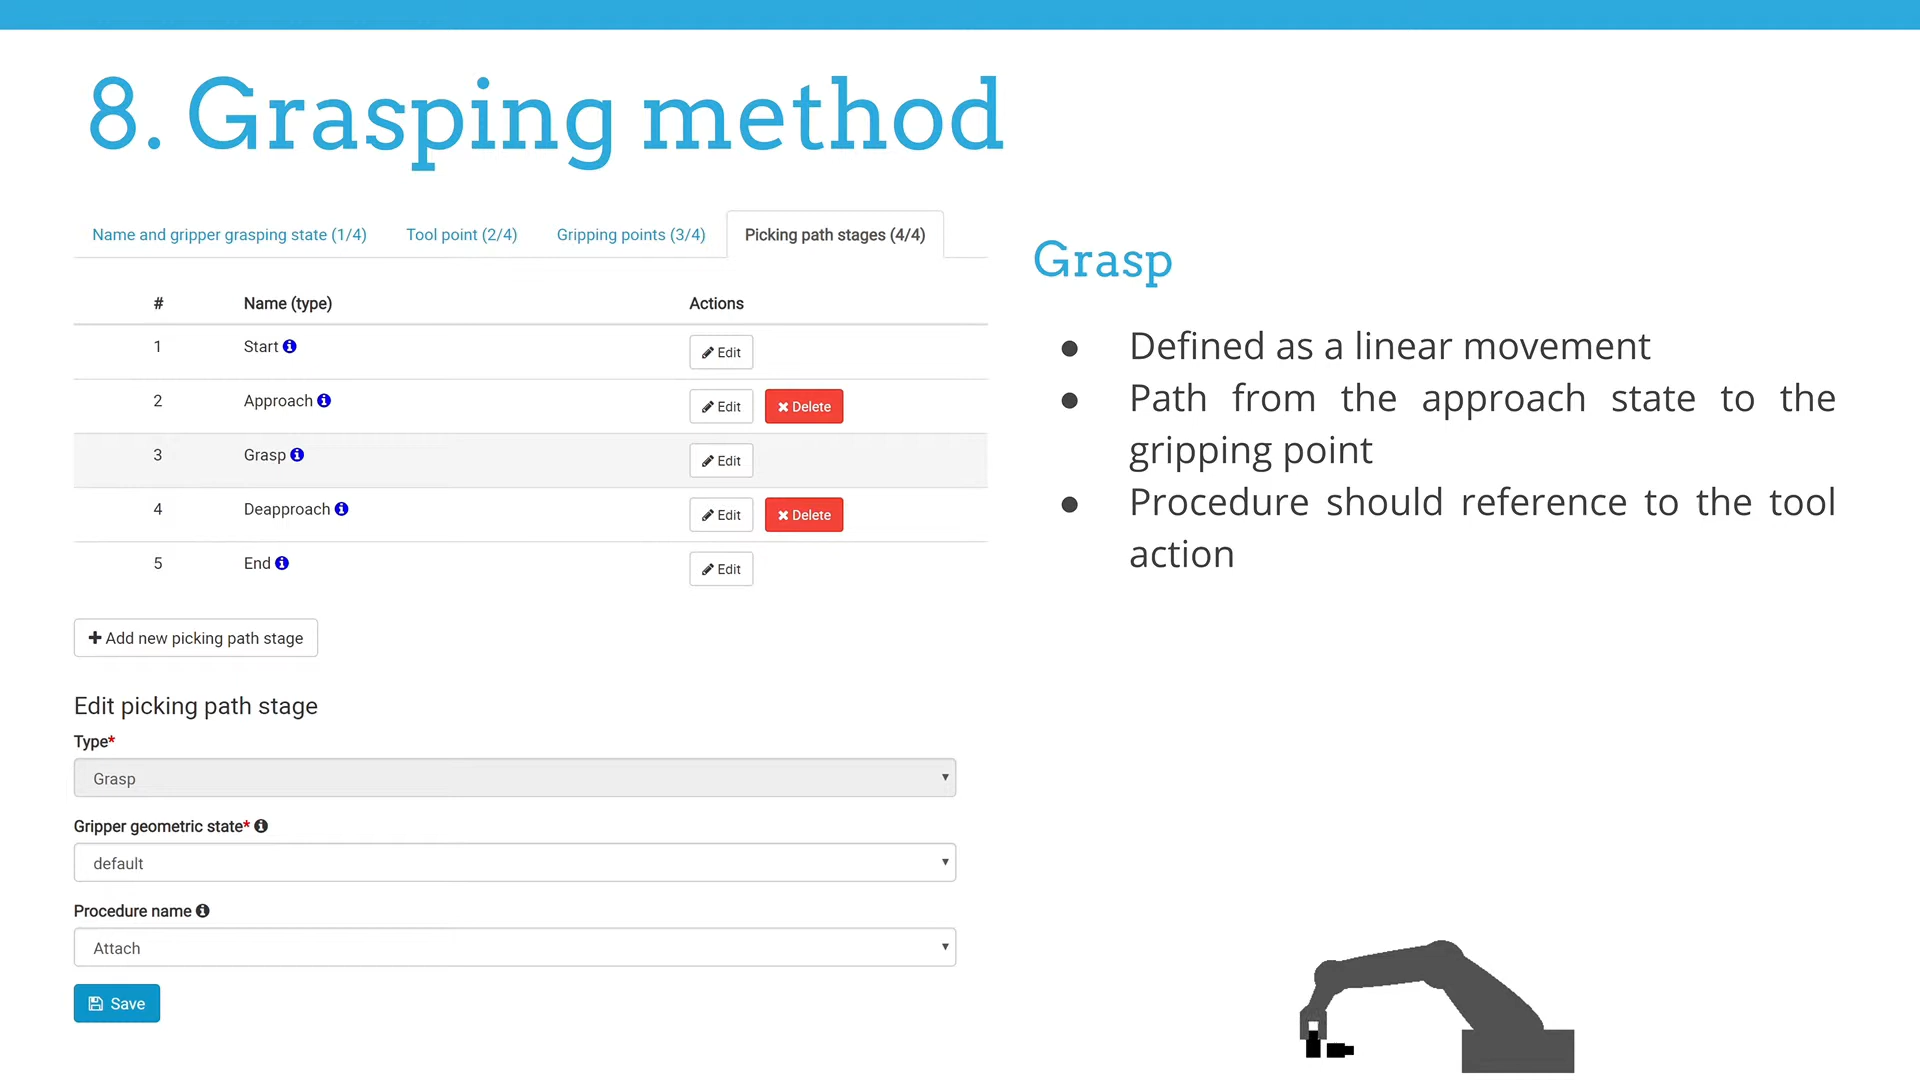 8. Grasping method
Name and gripper grasping state (1/4) Tool point (2/4) Gripping points (3/4) Picking path stages (4/4)
# Name (type) Actions
1 Start Edit
2 Approach Edit Delete
3 Grasp Edit
4 Deapproach Edit Delete
5 End Edit
Add new picking path stage
Edit picking path stage
Type*
Grasp
Gripper geometric state*
default
Procedure name
Attach
Save
Grasp
● Defined as a linear movement
● Path from the approach state to the
gripping point
● Procedure should reference to the tool
action